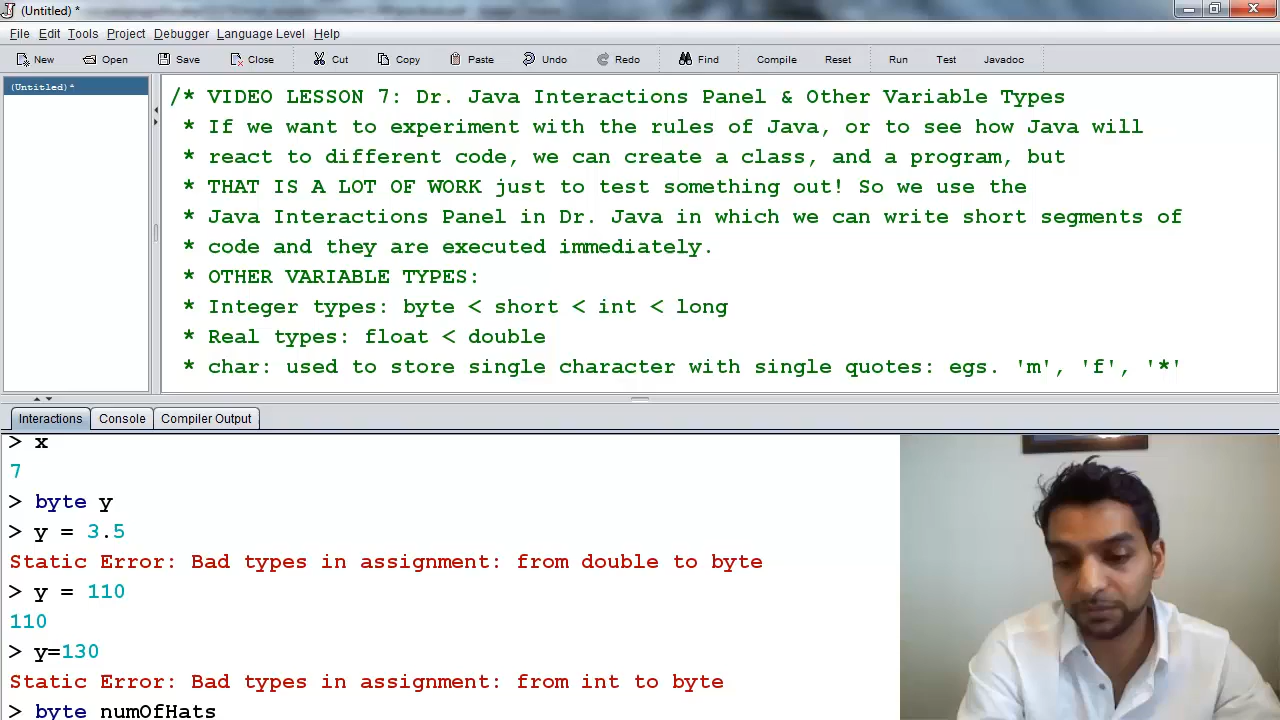 (Untitled) *
File Edit Tools Project Debugger Language Level Help
New Open Save Close Cut Copy Paste Undo Redo Find Compile Reset Run Test Javadoc
(Untitled)*
/* VIDEO LESSON 7: Dr. Java Interactions Panel & Other Variable Types
* If we want to experiment with the rules of Java, or to see how Java will
* react to different code, we can create a class, and a program, but
* THAT IS A LOT OF WORK just to test something out! So we use the
* Java Interactions Panel in Dr. Java in which we can write short segments of
* code and they are executed immediately.
* OTHER VARIABLE TYPES:
* Integer types: byte < short < int < long
* Real types: float < double
* char: used to store single character with single quotes: egs. 'm', 'f', '*'
Interactions Console Compiler Output
> x
7
> byte y
> y = 3.5
Static Error: Bad types in assignment: from double to byte
> y = 110
110
> y=130
Static Error: Bad types in assignment: from int to byte
> byte numOfHats